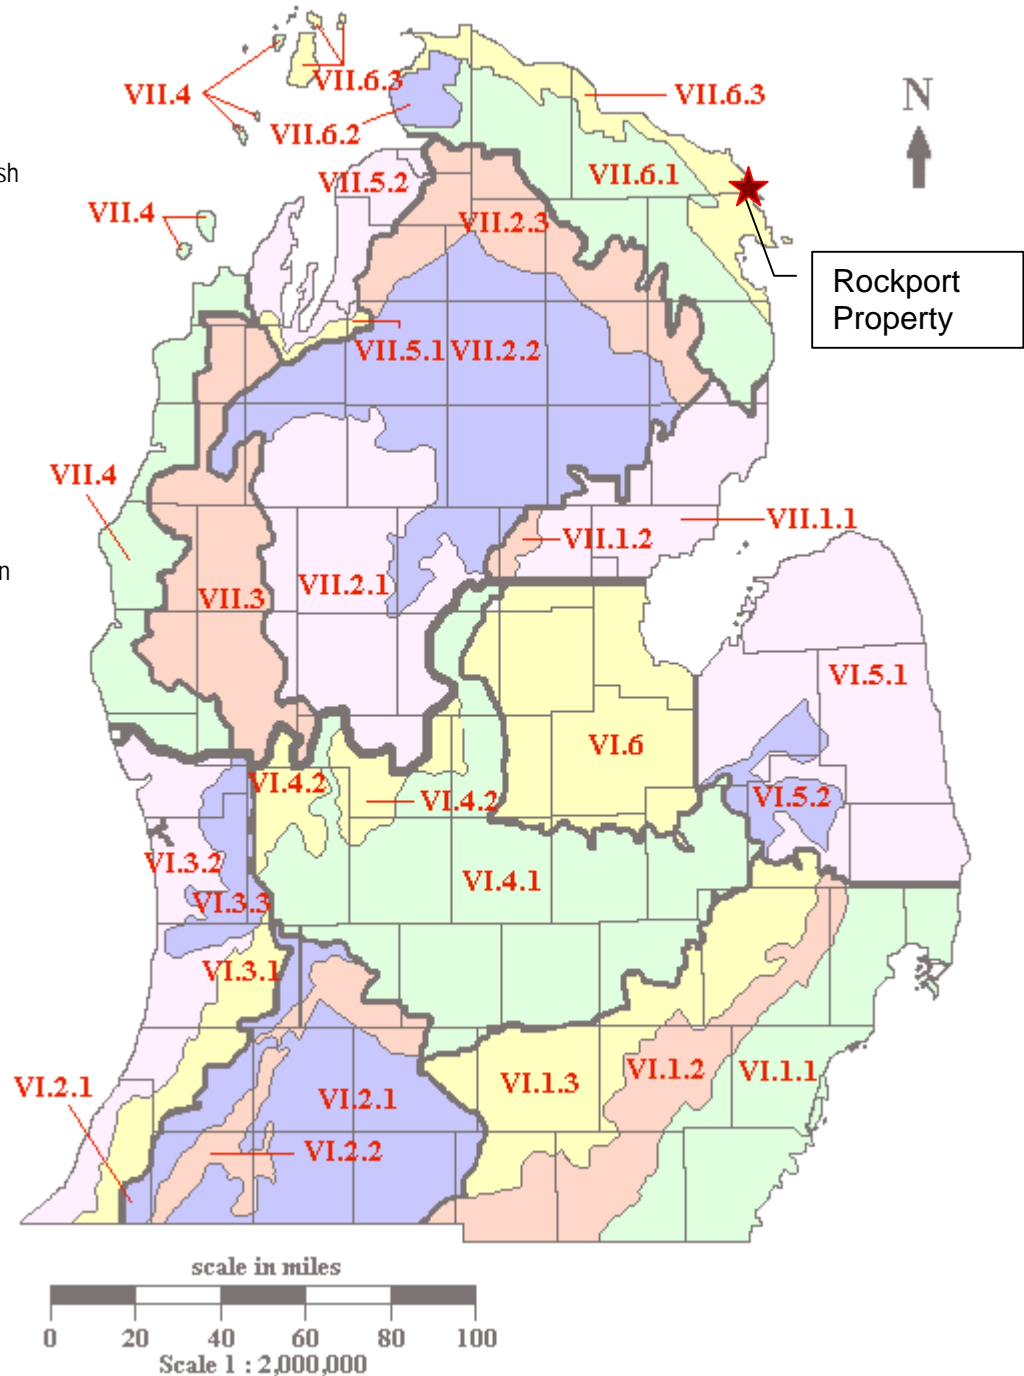 VII.6.3
VII.4
VII.6.3
VII.6.2
N
sh
VII.5.2
VII.6.1
VII.4
VII.2.3
Rockport
Property
VII.5.1
VII.2.2
VII.4
VII.1.1
VII.1.2
n
VII.2.1
VII.3
VI.5.1
VI.6
VI.4.2
VI.4.2
VI.5.2
VI.3.2
VI.4.1
VI.3.3
VI.3.1
VI.1.3
VI.1.2
VI.1.1
VI.2.1
VI.2.1
VI.2.2
scale in miles
0 20 40 60 80 100
Scale 1 : 2,000,000